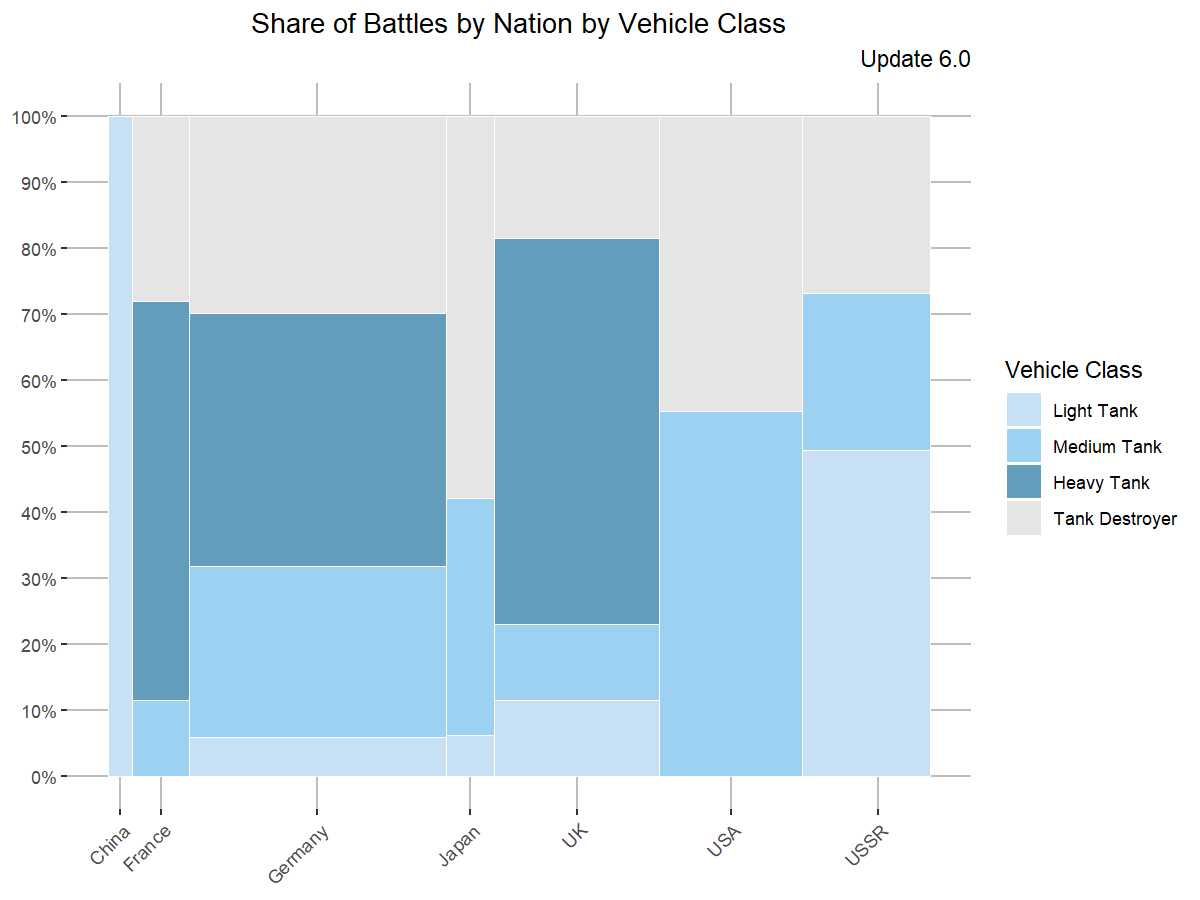 Share of Battles by Nation by Vehicle Class
Update 6.0
100%
90%
80%
70%
60%
50%
40%
30%
20%
10%
0%
China
France
Germany
Japan
UK
USA
USSR
Vehicle Class
Light Tank
Medium Tank
Heavy Tank
Tank Destroyer